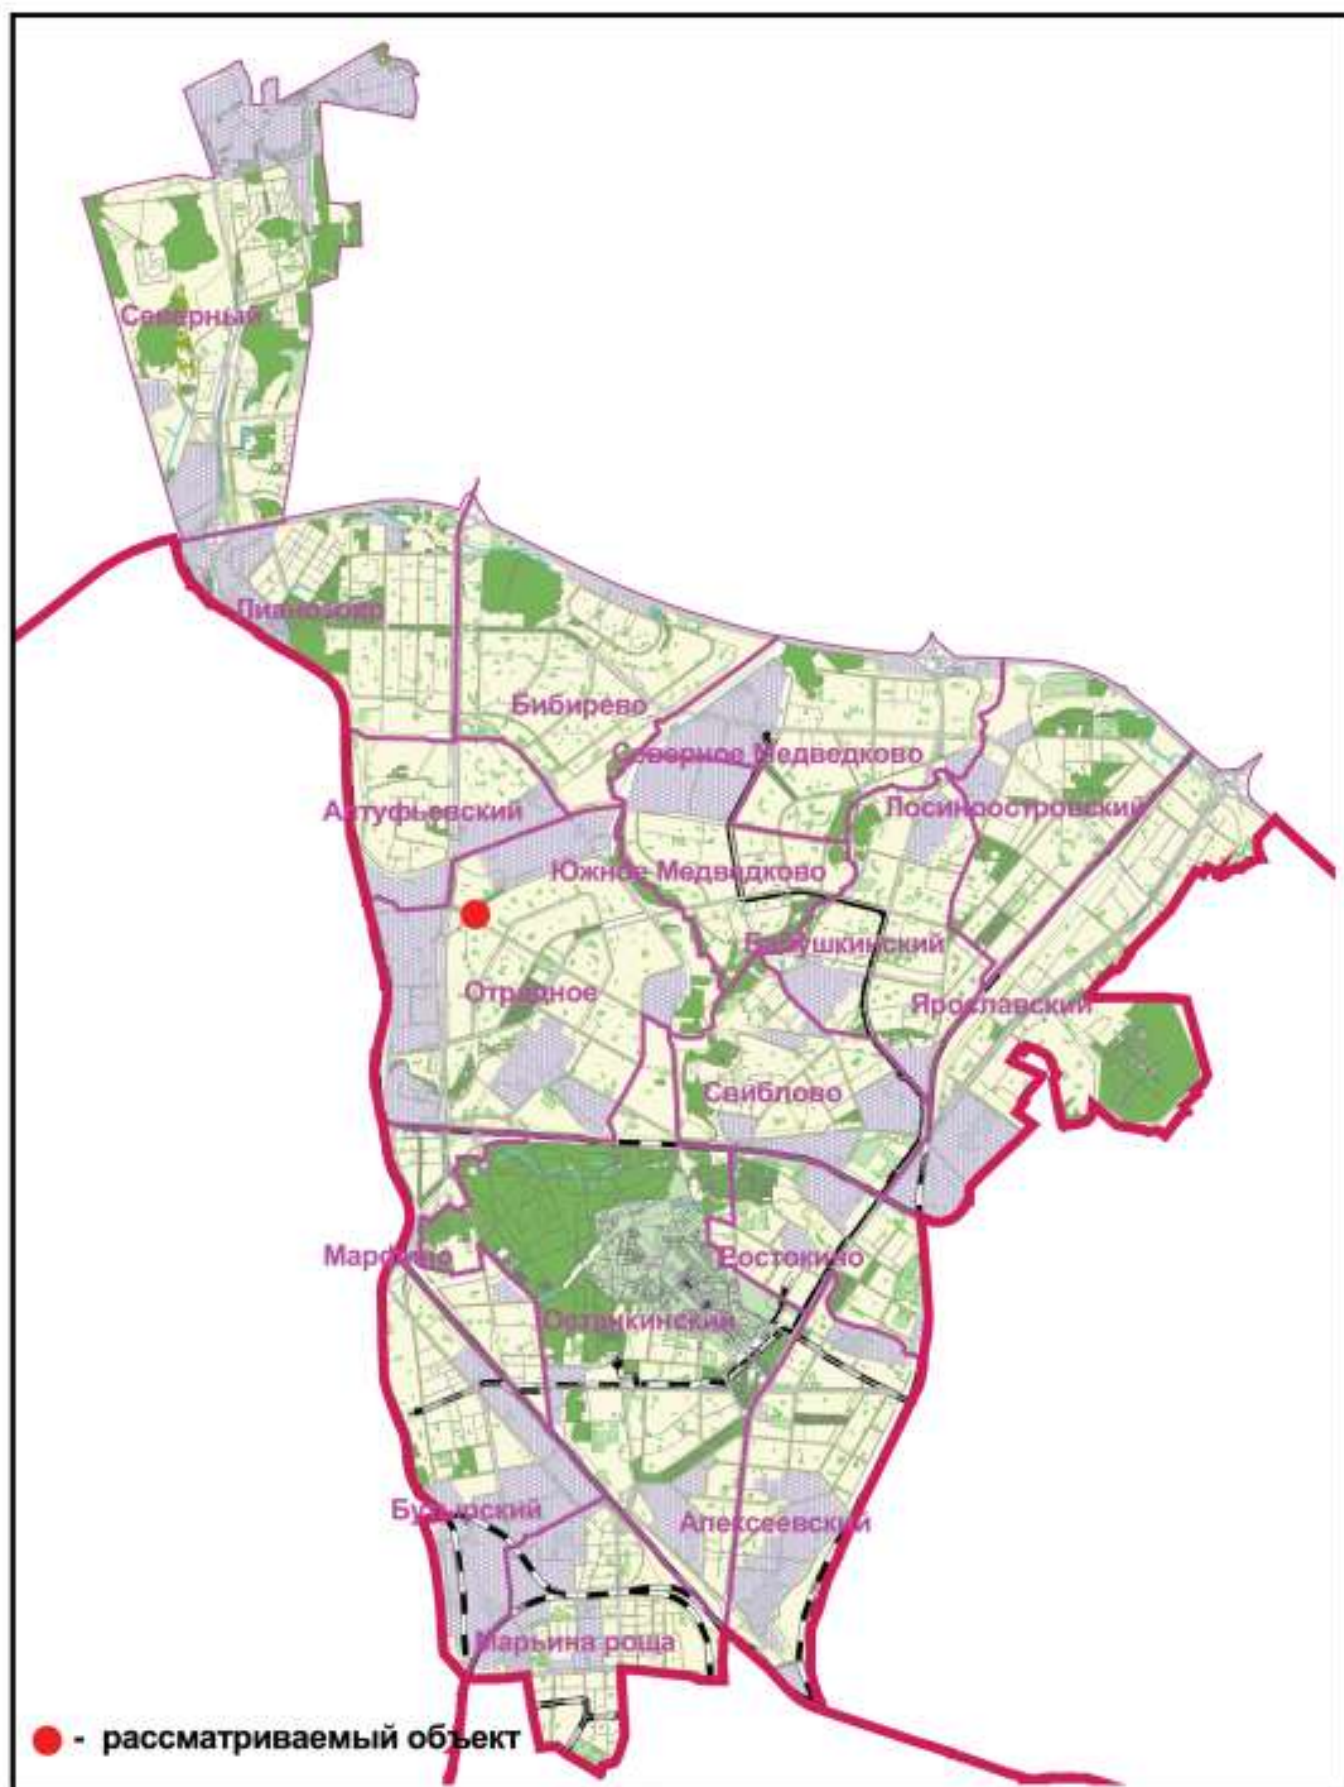 Северный
Лианозово
Бибирево
Северное Медведково
Лосиноостровский
Алтуфьевский
Южное Медведково
Бабушкинский
Отрадное
Ярославский
Свиблово
Марфино
Ростокино
Останкинский
Бутырский
Алексеевский
Марьина роща
- рассматриваемый объект